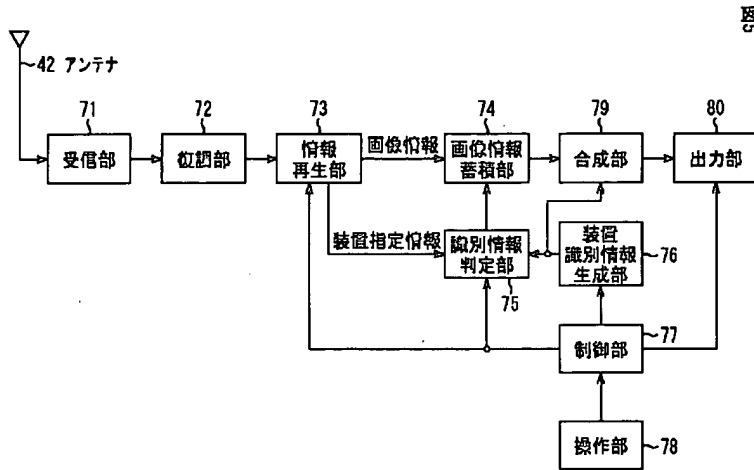 図5
42 アンテナ
71
受信部
72
復調部
73
情報
再生部
画像情報
74
画像情報
蓄積部
79
合成部
80
出力部
装置指定情報
識別情報
判定部
75
装置
識別情報
生成部
76
制御部
77
操作部
78